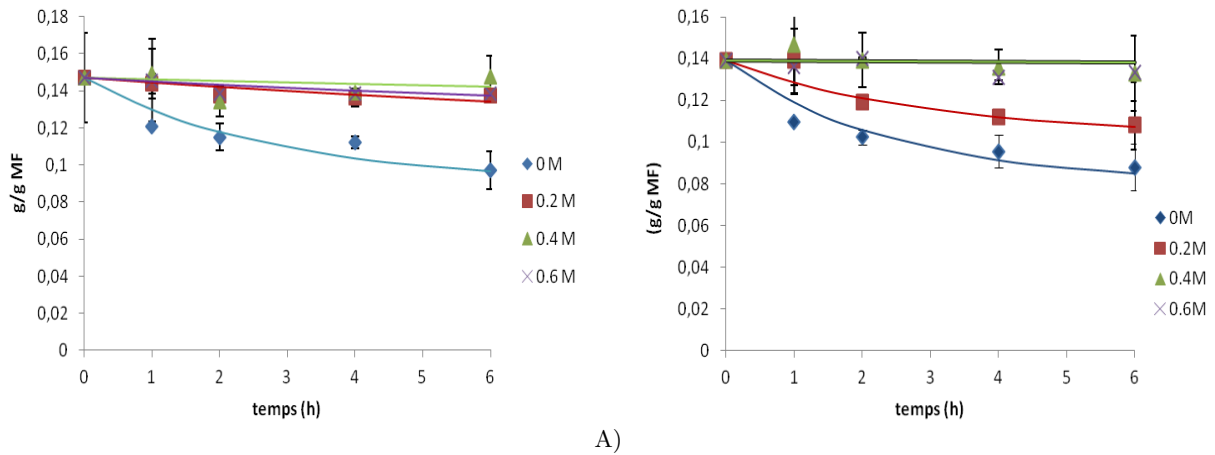 0,18
0,16
0,14
0,12
0,1
0,08
0,06
0,04
0,02
0
g/g MF
0 1 2 3 4 5 6
temps (h)
0 M
0.2 M
0.4 M
0.6 M
0,16
0,14
0,12
0,10
0,08
0,06
0,04
0,02
0,00
(g/g MF)
0 1 2 3 4 5 6
temps (h)
0M
0.2M
0.4M
0.6M
A)